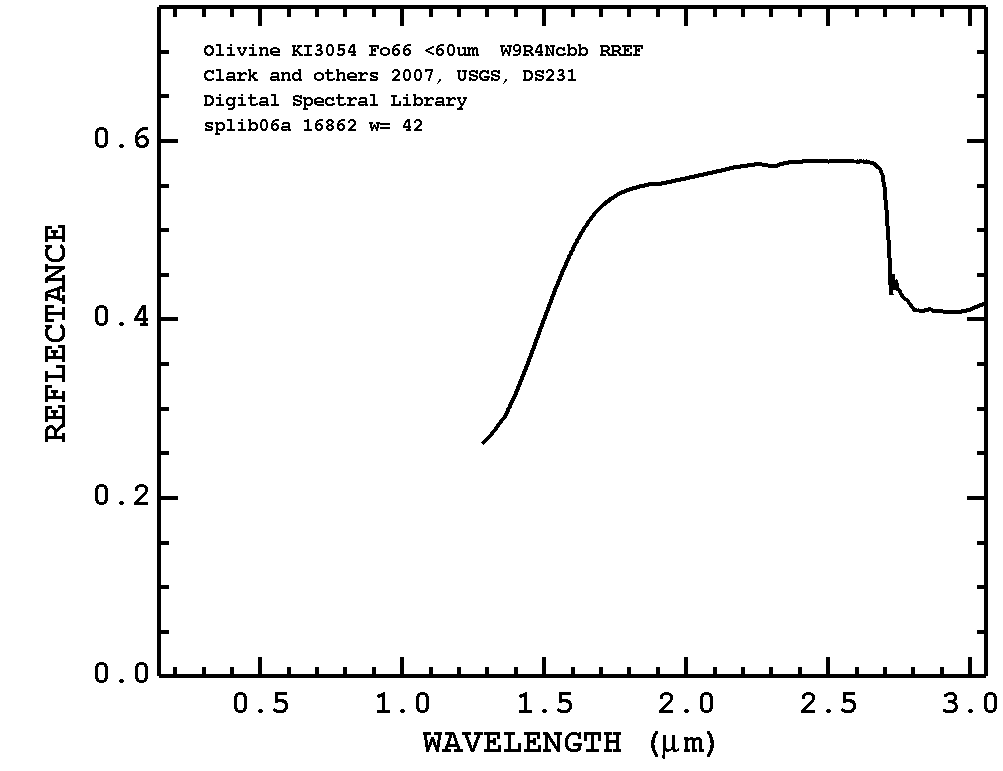 Olivine KI3054 Fo66 <60um  W9R4Ncbb RREF
Clark and others 2007, USGS, DS231
Digital Spectral Library
splib06a 16862 w= 42
0.6
0.4
0.2
0.0
REFLECTANCE
0.5 1.0 1.5 2.0 2.5 3.0
WAVELENGTH (μm)